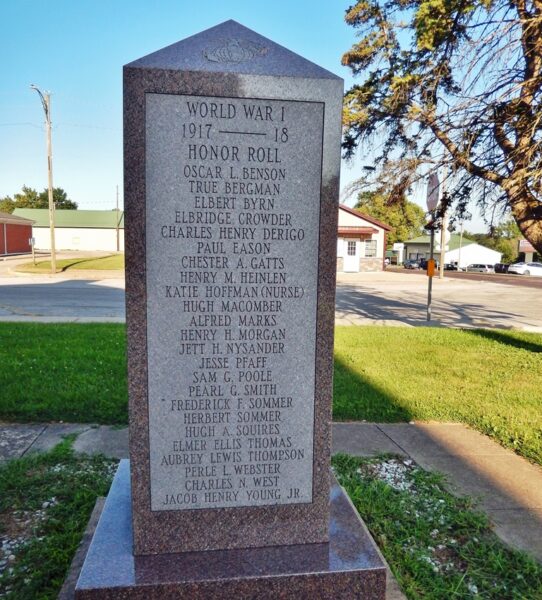 WORLD WAR I
1917 —— 18
HONOR ROLL
OSCAR L. BENSON
TRUE BERGMAN
ELBERT BYRN
ELBRIDGE CROWDER
CHARLES HENRY DERIGO
PAUL EASON
CHESTER A. GATTS
HENRY M. HEINLEN
KATIE HOFFMAN (NURSE)
HUGH MACOMBER
ALFRED MARKS
HENRY H. MORGAN
JETT H. NYSANDER
JESSE PFAFF
SAM G. POOLE
PEARL G. SMITH
FREDERICK F. SOMMER
HERBERT SOMMER
HUGH A. SQUIRES
ELMER ELLIS THOMAS
AUBREY LEWIS THOMPSON
PERLE L. WEBSTER
CHARLES N. WEST
JACOB HENRY YOUNG, JR.